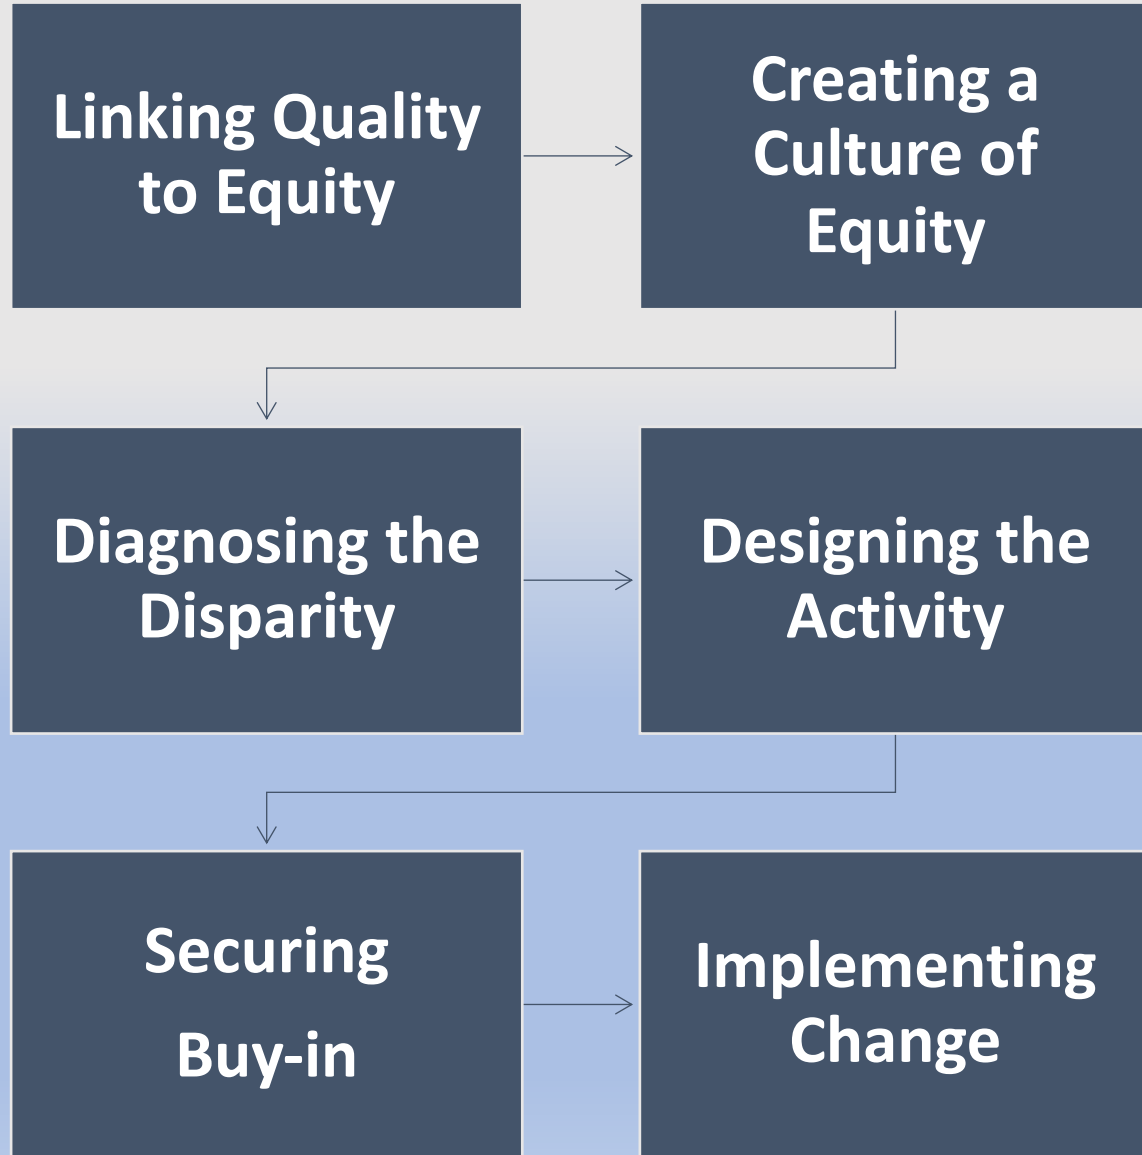 Linking Quality
to Equity
Creating a
Culture of
Equity
Diagnosing the
Disparity
Designing the
Activity
Securing
Buy-in
Implementing
Change